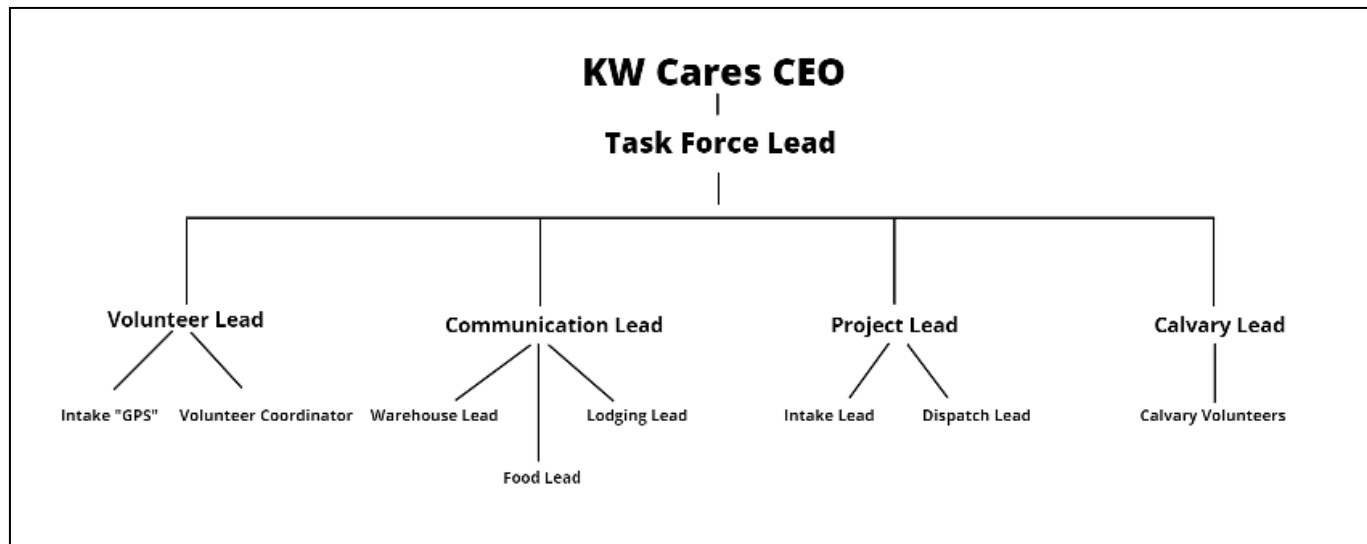 KW Cares CEO
Task Force Lead
Volunteer Lead
Communication Lead
Project Lead
Calvary Lead
Intake "GPS"
Volunteer Coordinator
Warehouse Lead
Lodging Lead
Intake Lead
Dispatch Lead
Calvary Volunteers
Food Lead